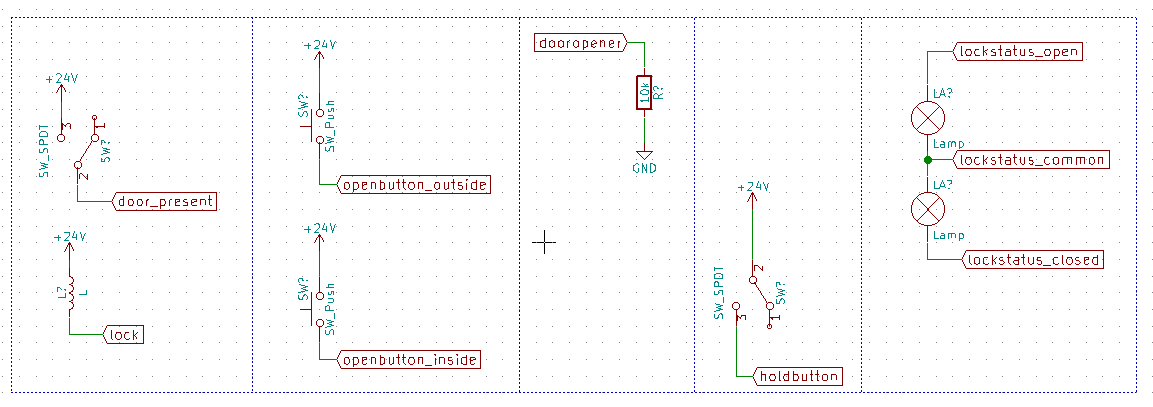 +24V
SW_SPDT
3
1
SW?
2
door_present
+24V
L?
L
lock
+24V
SW?
SW_Push
openbutton_outside
+24V
SW?
SW_Push
openbutton_inside
dooropener
10k
R?
GND
+24V
SW_SPDT
2
SW?
3
1
holdbutton
lockstatus_open
LA?
Lamp
lockstatus_common
LA?
Lamp
lockstatus_closed